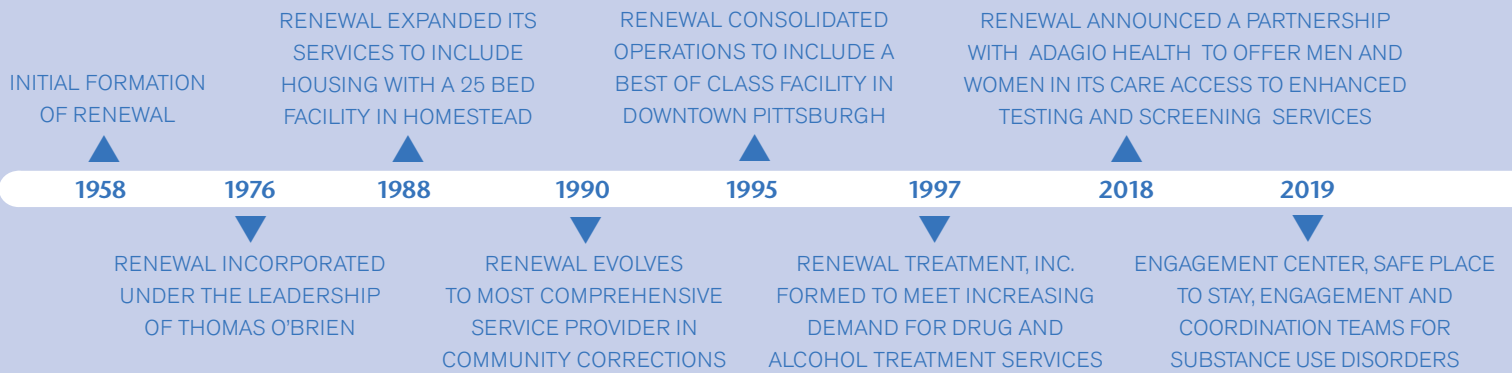 INITIAL FORMATION
OF RENEWAL
RENEWAL EXPANDED ITS
SERVICES TO INCLUDE
HOUSING WITH A 25 BED
FACILITY IN HOMESTEAD
RENEWAL CONSOLIDATED
OPERATIONS TO INCLUDE A
BEST OF CLASS FACILITY IN
DOWNTOWN PITTSBURGH
RENEWAL ANNOUNCED A PARTNERSHIP
WITH ADAGIO HEALTH TO OFFER MEN AND
WOMEN IN ITS CARE ACCESS TO ENHANCED
TESTING AND SCREENING SERVICES
1958 1976 1988 1990 1995 1997 2018 2019
RENEWAL INCORPORATED
UNDER THE LEADERSHIP
OF THOMAS O'BRIEN
RENEWAL EVOLVES
TO MOST COMPREHENSIVE
SERVICE PROVIDER IN
COMMUNITY CORRECTIONS
RENEWAL TREATMENT, INC.
FORMED TO MEET INCREASING
DEMAND FOR DRUG AND
ALCOHOL TREATMENT SERVICES
ENGAGEMENT CENTER, SAFE PLACE
TO STAY, ENGAGEMENT AND
COORDINATION TEAMS FOR
SUBSTANCE USE DISORDERS